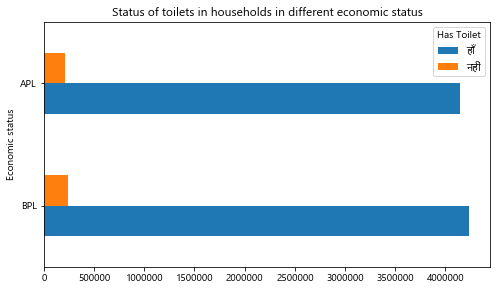 Status of toilets in households in different economic status
Has Toilet
हाँ
नही
APL
BPL
Economic status
0 500000 1000000 1500000 2000000 2500000 3000000 3500000 4000000